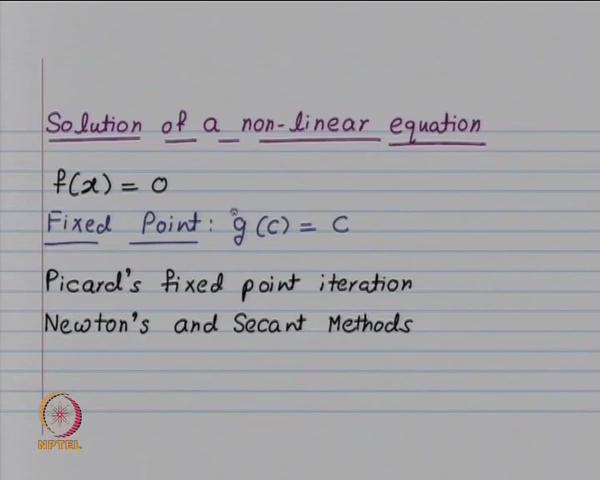 Solution of a non-linear equation
f(x) = 0
Fixed Point: g(c) = c
Picard's fixed point iteration
Newton's and Secant Methods
NPTEL